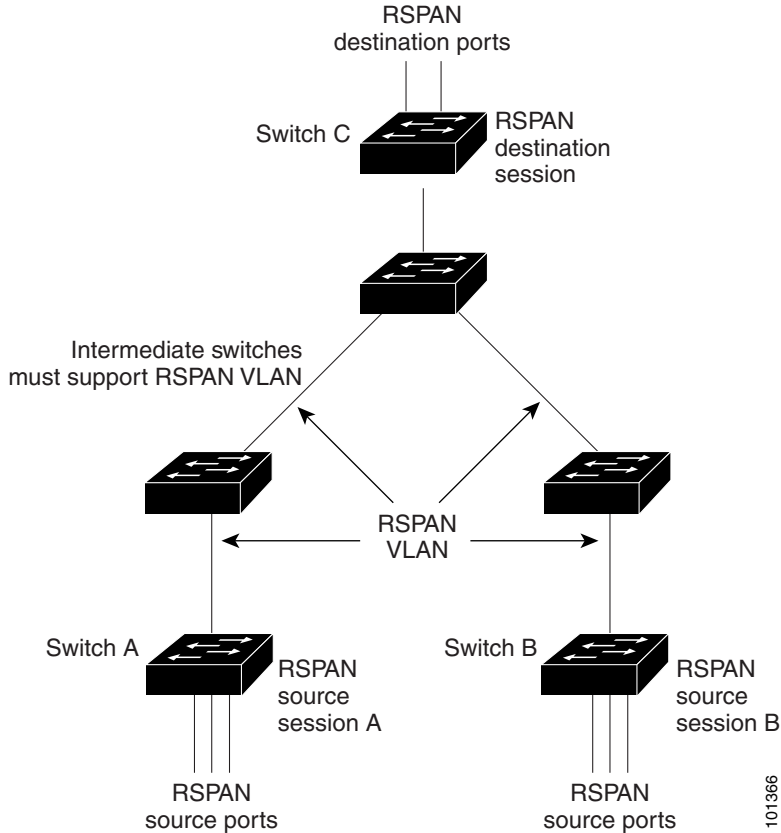 RSPAN
destination ports
Switch C
RSPAN
destination
session
Intermediate switches
must support RSPAN VLAN
RSPAN
VLAN
Switch A
RSPAN
source
session A
Switch B
RSPAN
source
session B
RSPAN
source ports
RSPAN
source ports
101366